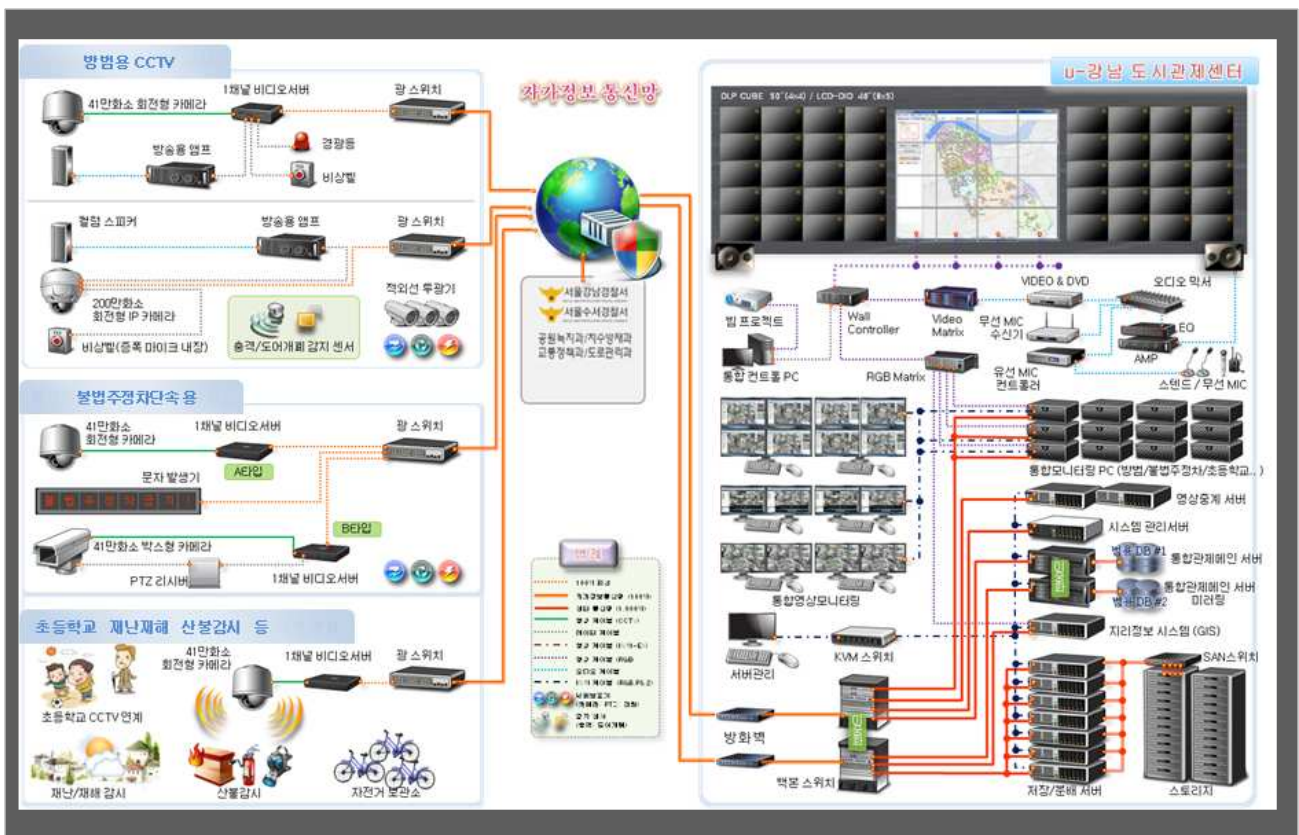 방범용 CCTV
41만화소 회전형 카메라
1채널 비디오서버
광 스위치
방송용 앰프
경광등
비상벨
컬럼 스피커
방송용 앰프
광 스위치
200만화소
회전형 IP 카메라
비상벨(증폭 마이크 내장)
충격/도어개폐 감지 센서
적외선 투광기
불법주정차단속 용
41만화소
회전형 카메라
1채널 비디오서버
광 스위치
A타입
문자 발생기
B타입
41만화소 박스형 카메라
PTZ 리시버
1채널 비디오서버
초등학교 재난재해 산불감시 등
41만화소
회전형 카메라
1채널 비디오서버
광 스위치
초등학교 CCTV 연계
재난/재해 감시
산불감시
자전거 보관소
자가정보통신망
서울강남경찰서
서울수서경찰서
공원녹지과/치수방재과
교통정책과/도로관리과
범례
u-강남 도시관제센터
DLP CUBE 50"(4x4) / LCD-DID 46"(8x5)
빔 프로젝트
Wall
Controller
Video
Matrix
VIDEO & DVD
오디오 믹서
무선 MIC
수신기
EQ
AMP
통합 컨트롤 PC
RGB Matrix
유선 MIC
컨트롤러
스텐드 / 무선 MIC
통합모니터링 PC (방범/불법주정차/초등학교..)
영상중계 서버
시스템 관리서버
범용 DB #1
통합관제메인 서버
통합관제메인 서버
미러링
범용 DB #2
통합영상모니터링
지리정보 시스템 (GIS)
서버관리
KVM 스위치
SAN스위치
방화벽
백본 스위치
저장/분배 서버
스토리지